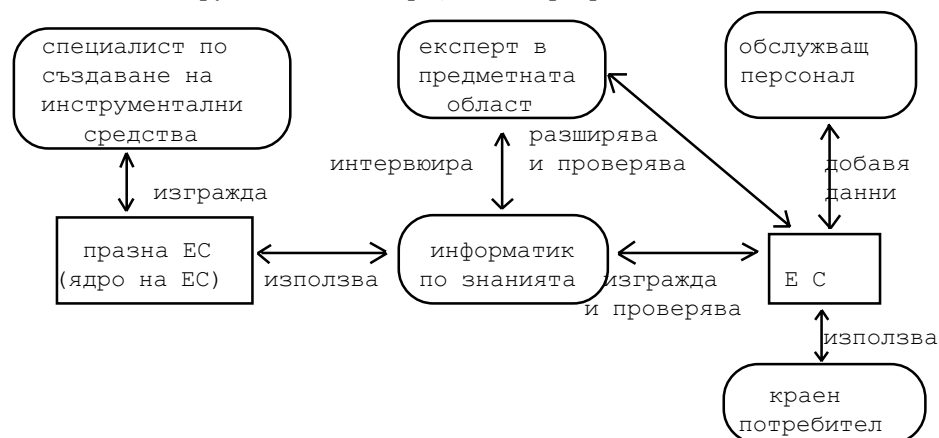 специалист по
създаване на
инструментални
средства
експерт в
предметната
област
обслужващ
персонал
интервюира
разширява
и проверява
добавя
данни
изгражда
празна ЕС
(ядро на ЕС)
използва
информатик
по знанията
изгражда
и проверява
Е С
използва
краен
потребител